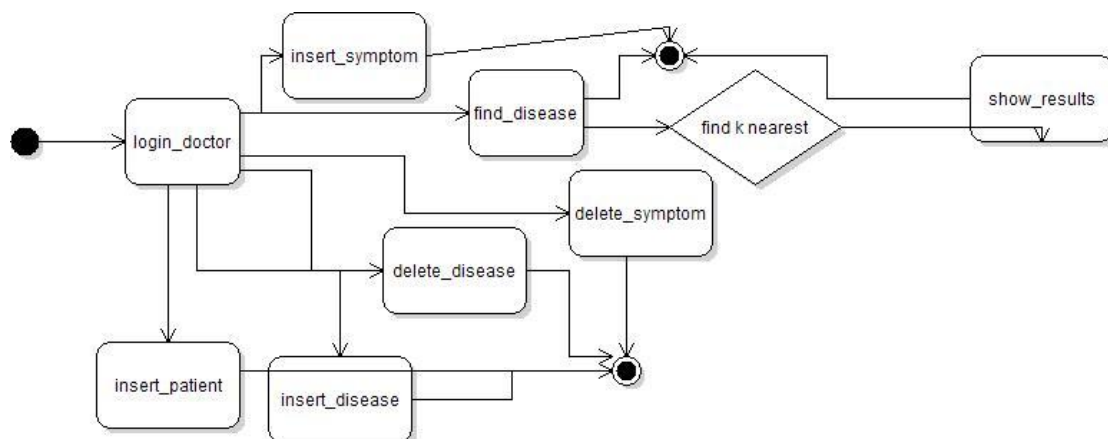 insert_symptom
find_disease
find k nearest
show_results
login_doctor
delete_symptom
delete_disease
insert_patient
insert_disease